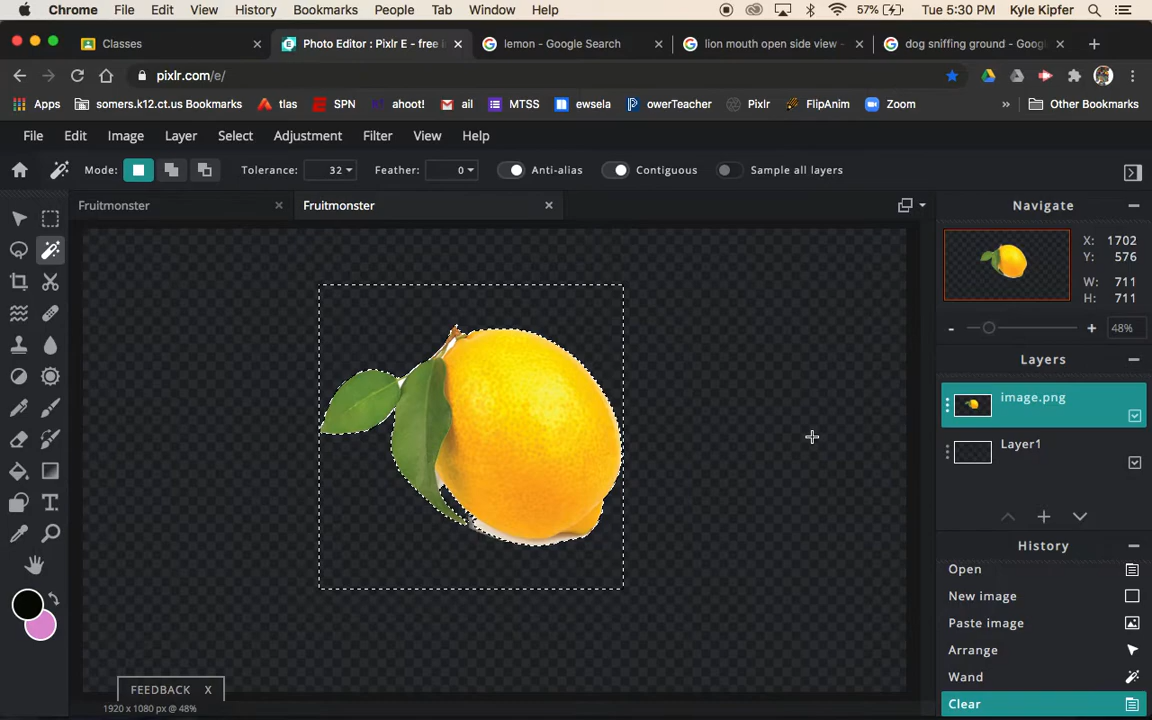 Chrome File Edit View History Bookmarks People Tab Window Help 57% Tue 5:30 PM Kyle Kipfer
Classes Photo Editor : Pixlr E - free i lemon - Google Search lion mouth open side view - dog sniffing ground - Goog
pixlr.com/e/
Apps somers.k12.ct.us Bookmarks tlas SPN ahoot! ail MTSS ewsela owerTeacher Pixlr FlipAnim Zoom » Other Bookmarks
File Edit Image Layer Select Adjustment Filter View Help
Mode: Tolerance: 32 Feather: 0 Anti-alias Contiguous Sample all layers
Fruitmonster Fruitmonster Navigate
X: 1702
Y: 576
W: 711
H: 711
48%
Layers
image.png
Layer1
History
Open
New image
Paste image
Arrange
Wand
Clear
FEEDBACK X
1920 x 1080 px @ 48%